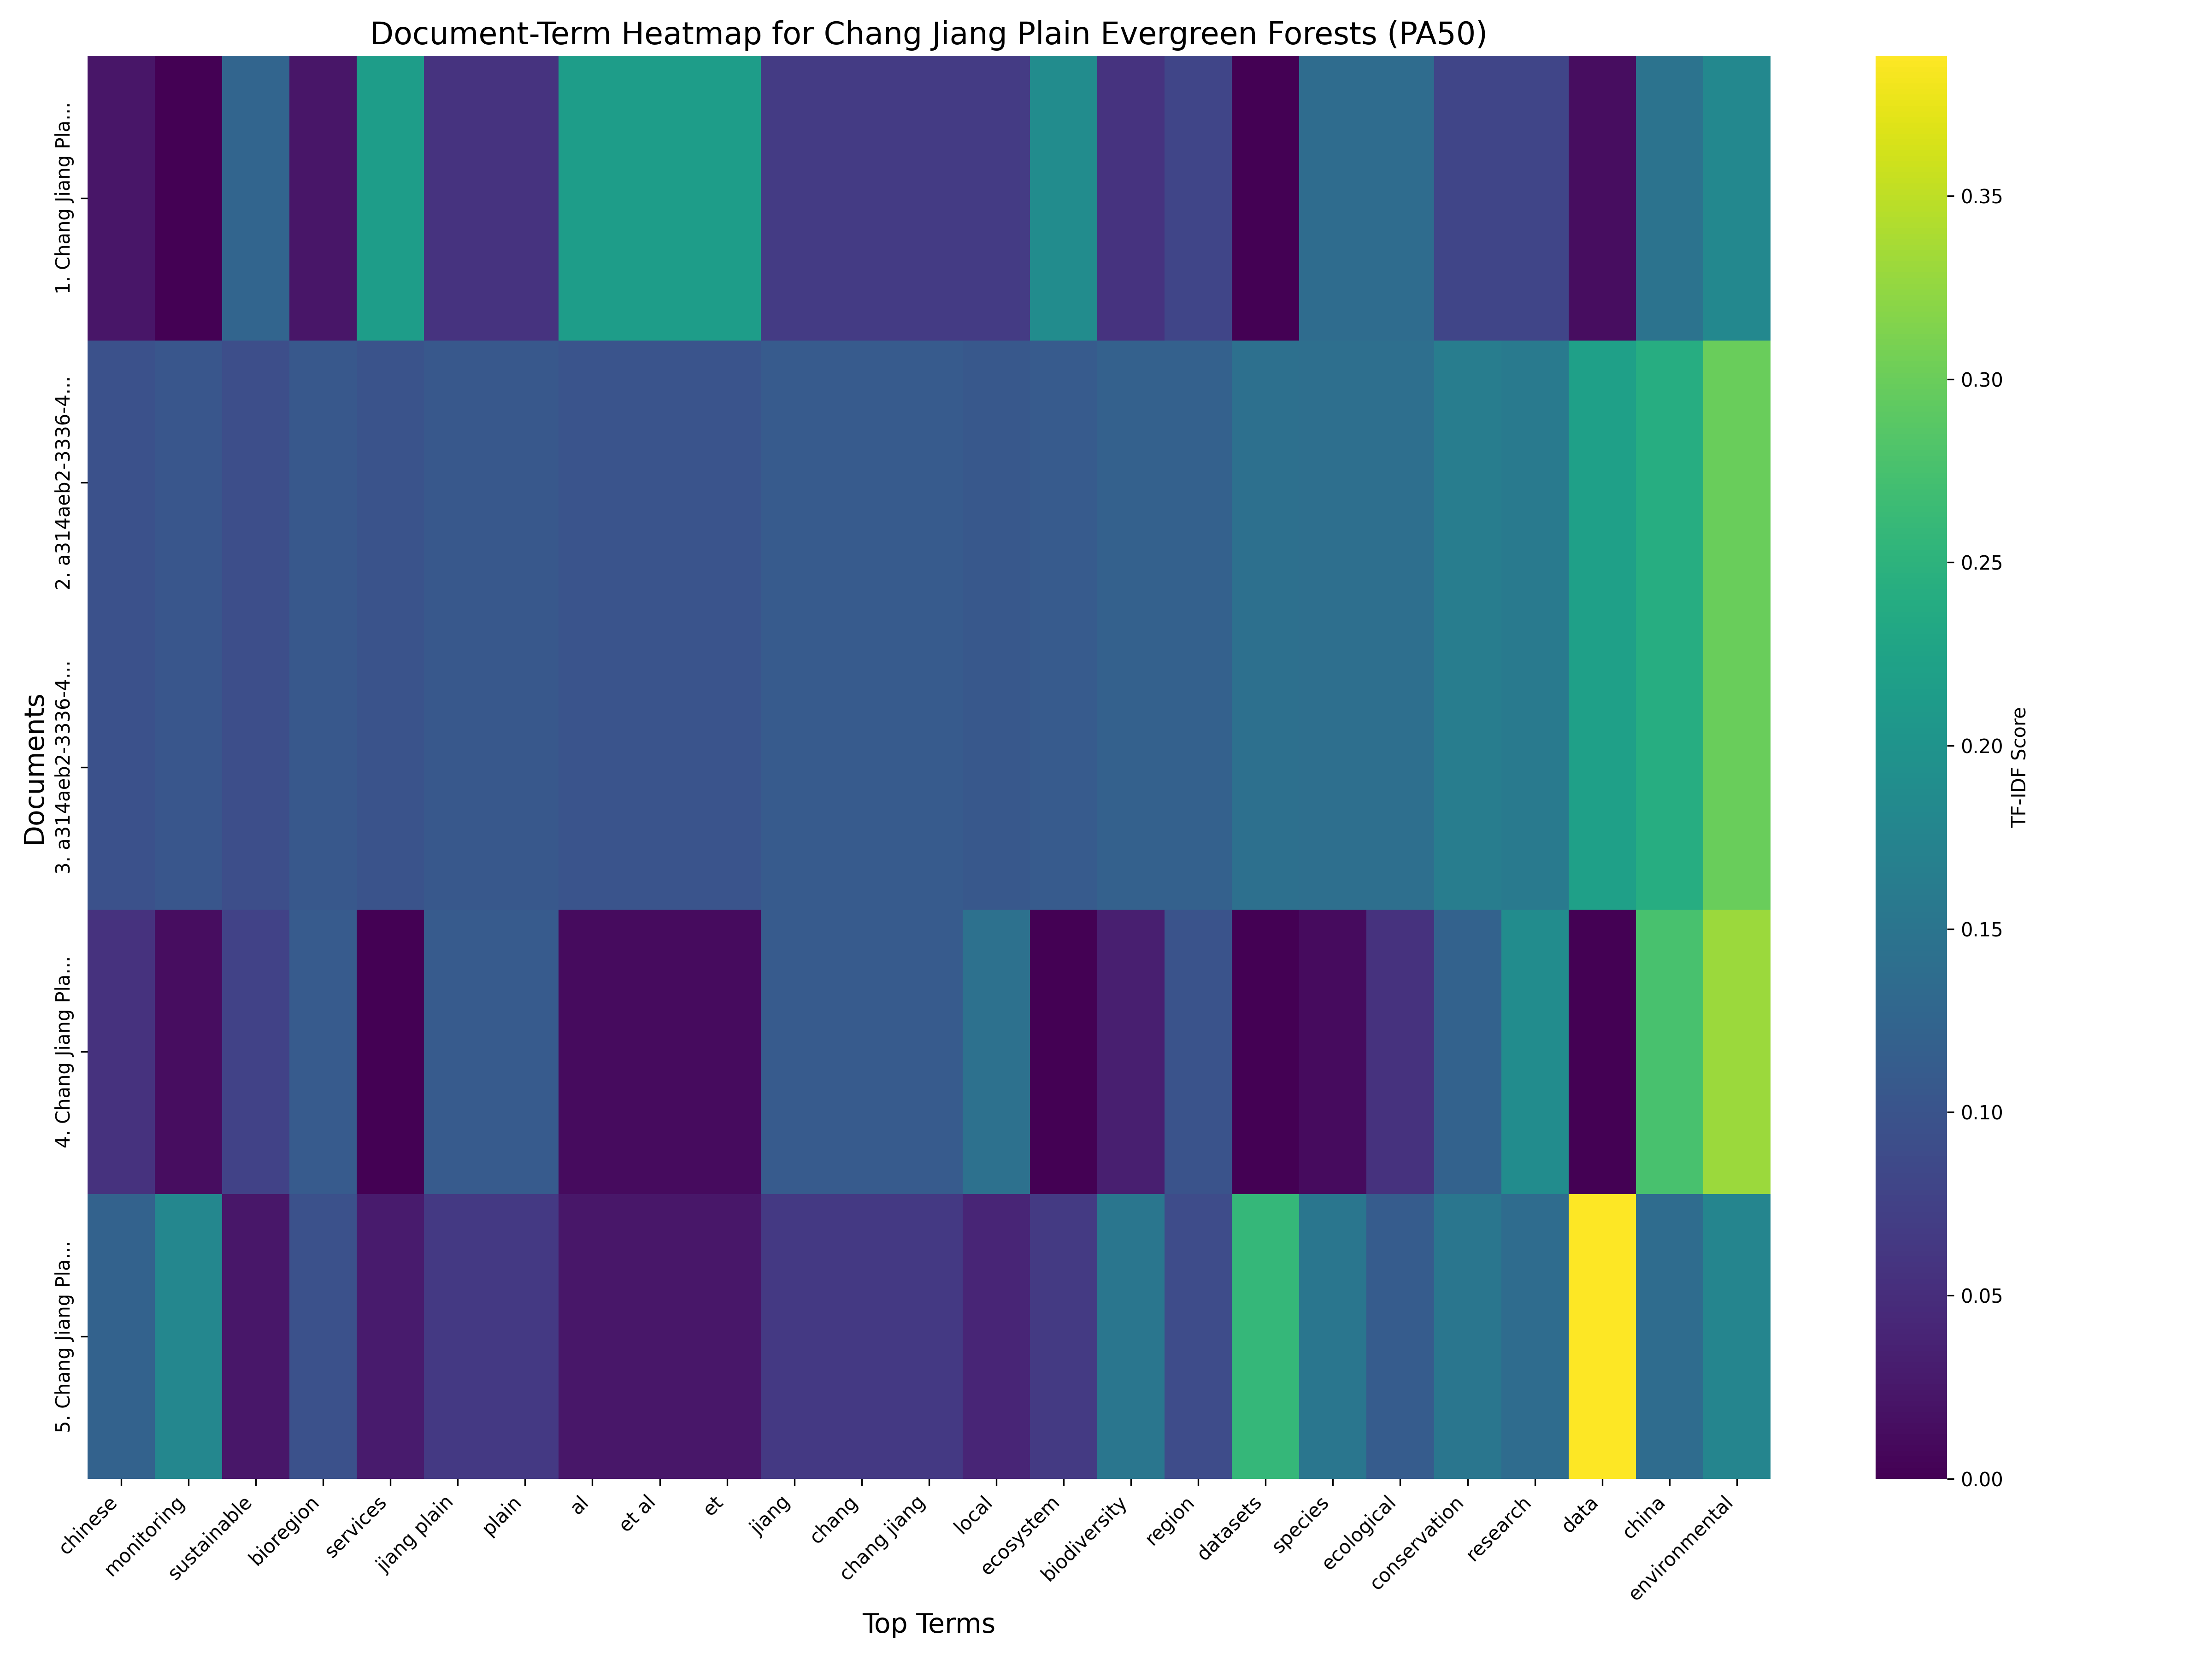 Document-Term Heatmap for Chang Jiang Plain Evergreen Forests (PA50)
Documents
1. Chang Jiang Pla...
2. a314aeb2-3336-4...
3. a314aeb2-3336-4...
4. Chang Jiang Pla...
5. Chang Jiang Pla...
chinese
monitoring
sustainable
bioregion
services
jiang plain
plain
al
et al
et
jiang
chang
chang jiang
local
ecosystem
biodiversity
region
datasets
species
ecological
conservation
research
data
china
environmental
Top Terms
0.35
0.30
0.25
0.20
0.15
0.10
0.05
0.00
TF-IDF Score